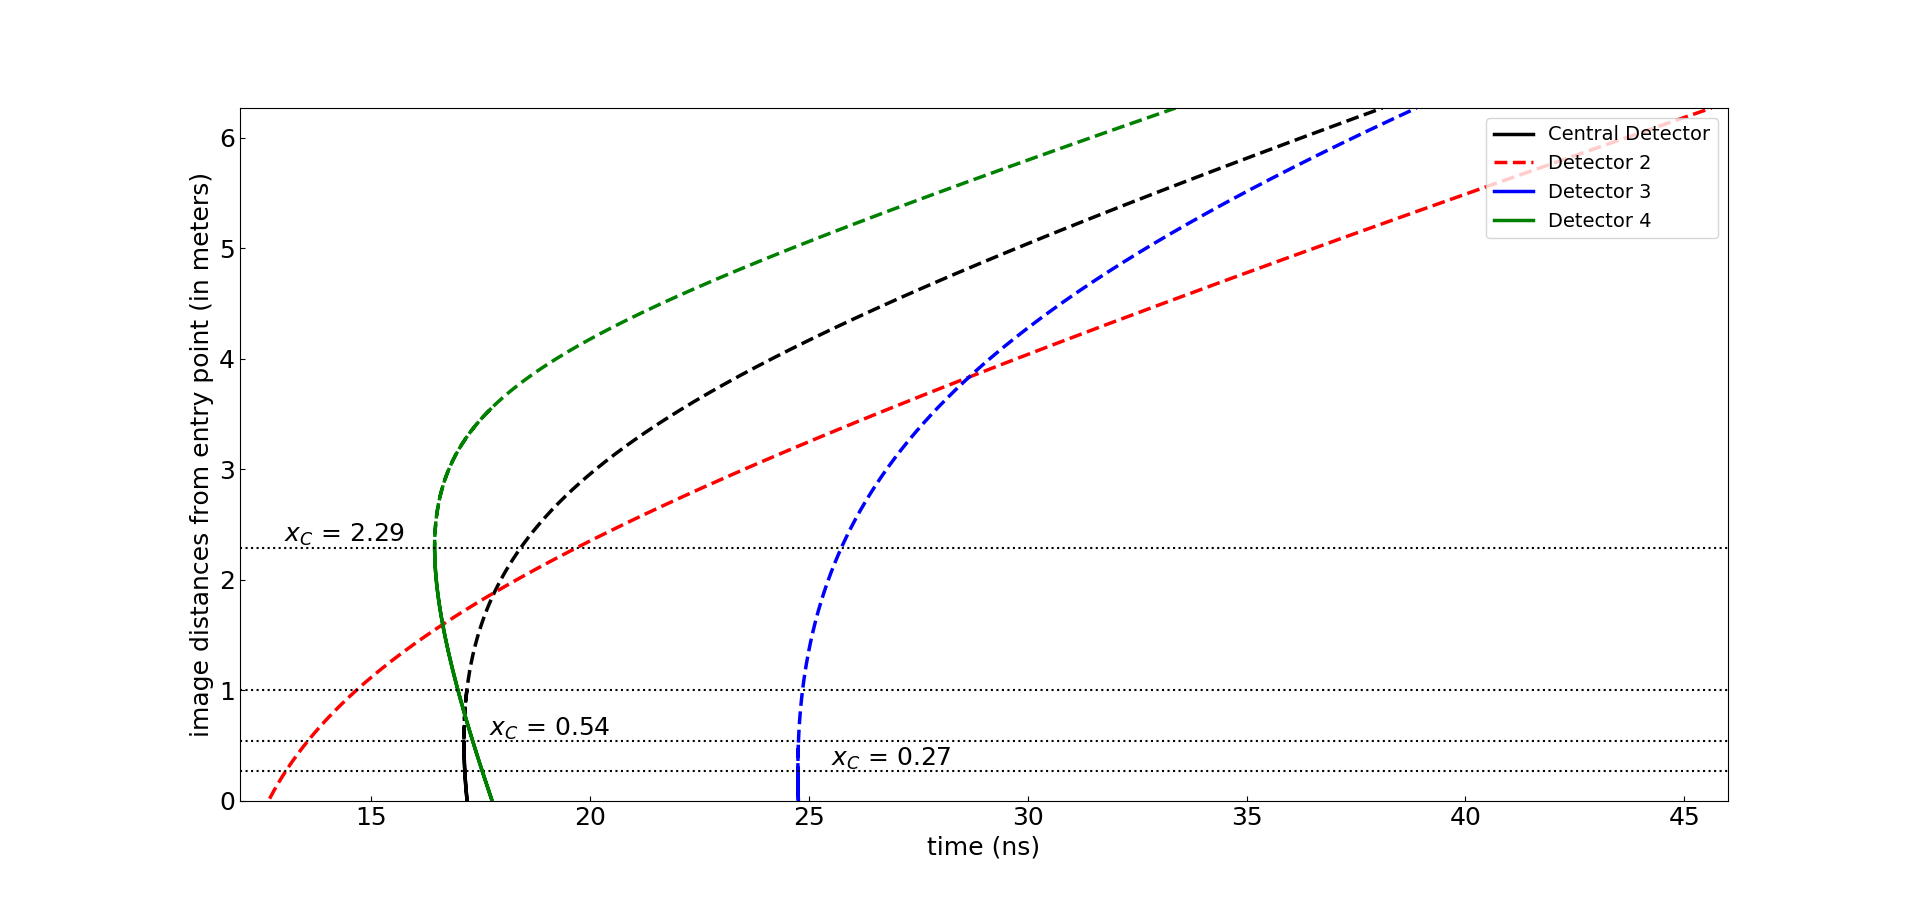 Central Detector
Detector 2
Detector 3
Detector 4
image distances from entry point (in meters)
6
5
4
3
2
1
0
x_C = 2.29
x_C = 0.54
x_C = 0.27
15 20 25 30 35 40 45
time (ns)